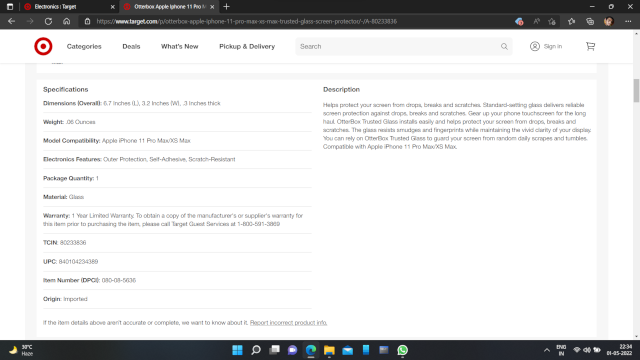 Electronics : Target
OtterBox Apple iPhone 11 Pro M
https://www.target.com/p/otterbox-apple-iphone-11-pro-max-xs-max-trusted-glass-screen-protector/-/A-80233836
Categories Deals What's New Pickup & Delivery Search Sign in
Specifications
Dimensions (Overall): 6.7 Inches (L), 3.2 Inches (W), .3 Inches thick
Weight: .06 Ounces
Model Compatibility: Apple iPhone 11 Pro Max/XS Max
Electronics Features: Outer Protection, Self-Adhesive, Scratch-Resistant
Package Quantity: 1
Material: Glass
Warranty: 1 Year Limited Warranty. To obtain a copy of the manufacturer's or supplier's warranty for
this item prior to purchasing the item, please call Target Guest Services at 1-800-591-3869
TCIN: 80233836
UPC: 840104234389
Item Number (DPCI): 080-08-5636
Origin: Imported
If the item details above aren't accurate or complete, we want to know about it. Report incorrect product info.
Description
Helps protect your screen from drops, breaks and scratches. Standard-setting glass delivers reliable
screen protection against drops, breaks and scratches. Gear up your phone touchscreen for the long
haul. OtterBox Trusted Glass installs easily and helps protect your screen from drops, breaks and
scratches. The glass resists smudges and fingerprints while maintaining the vivid clarity of your display.
You can rely on OtterBox Trusted Glass to guard your screen from random daily scrapes and tumbles.
Compatible with Apple iPhone 11 Pro Max/XS Max.
30°C
Haze
ENG
IN
22:34
01-05-2022